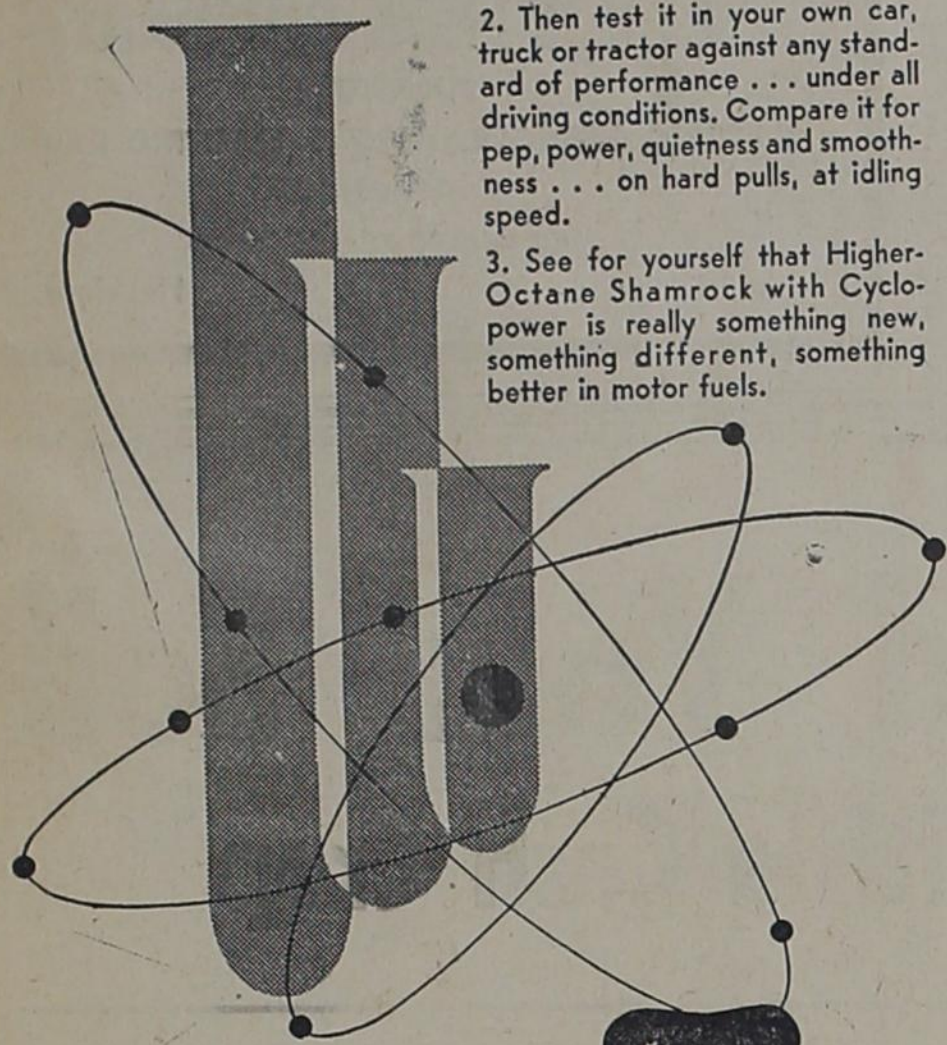 2. Then test it in your own car,
truck or tractor against any stand-
ard of performance . . . under all
driving conditions. Compare it for
pep, power, quietness and smooth-
ness . . . on hard pulls, at idling
speed.
3. See for yourself that Higher-
Octane Shamrock with Cyclo-
power is really something new,
something different, something
better in motor fuels.